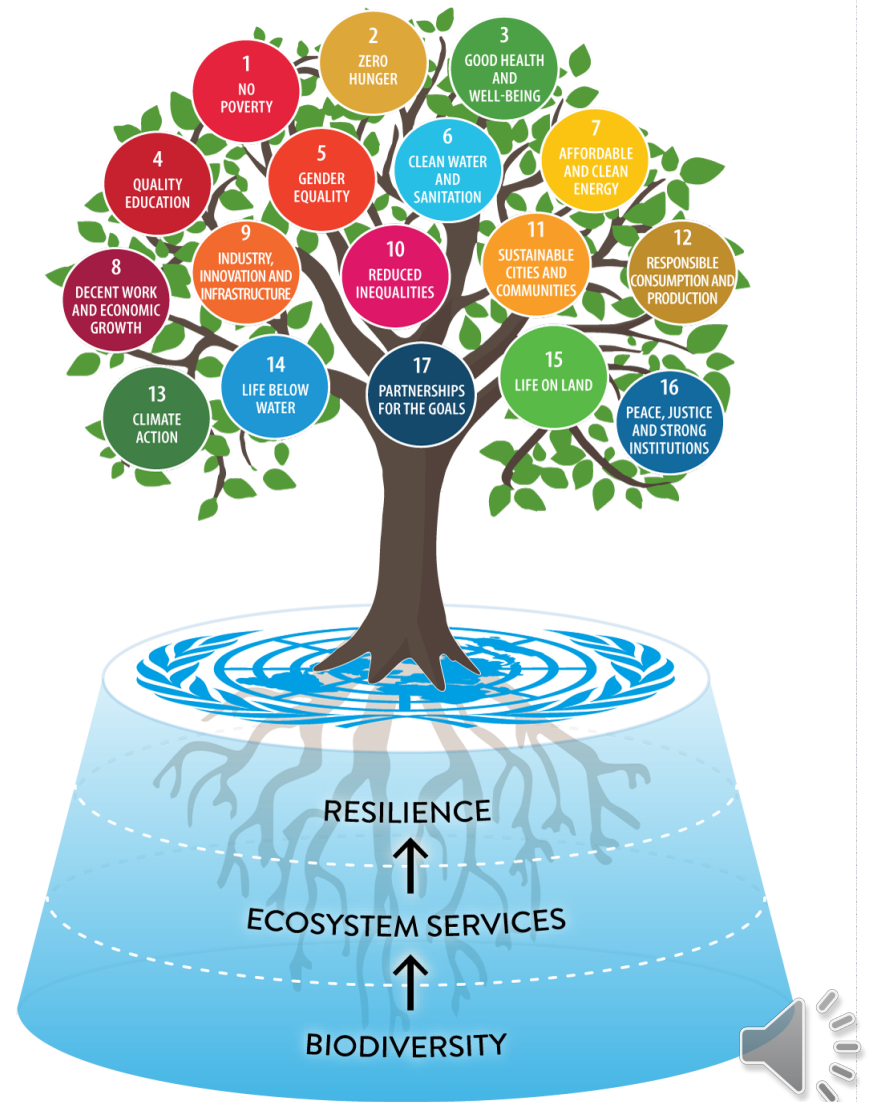 1
NO
POVERTY
2
ZERO
HUNGER
3
GOOD HEALTH
AND
WELL-BEING
4
QUALITY
EDUCATION
5
GENDER
EQUALITY
6
CLEAN WATER
AND
SANITATION
7
AFFORDABLE
AND CLEAN
ENERGY
8
DECENT WORK
AND ECONOMIC
GROWTH
9
INDUSTRY,
INNOVATION AND
INFRASTRUCTURE
10
REDUCED
INEQUALITIES
11
SUSTAINABLE
CITIES AND
COMMUNITIES
12
RESPONSIBLE
CONSUMPTION AND
PRODUCTION
13
CLIMATE
ACTION
14
LIFE BELOW
WATER
17
PARTNERSHIPS
FOR THE GOALS
15
LIFE ON LAND
16
PEACE, JUSTICE
AND STRONG
INSTITUTIONS
RESILIENCE
ECOSYSTEM SERVICES
BIODIVERSITY